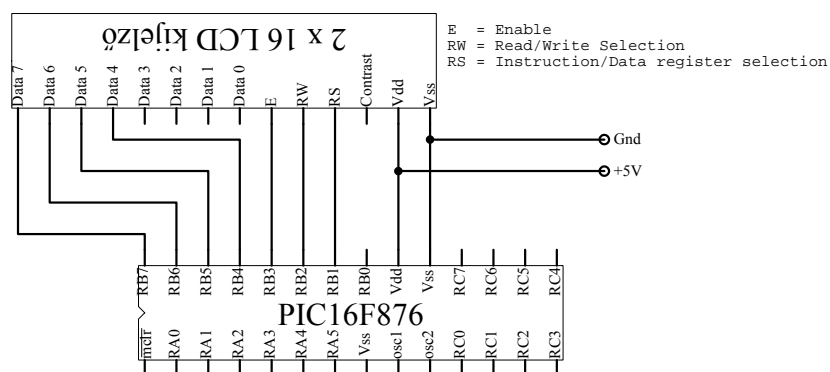 2 x 16 LCD kijelző
E = Enable
RW = Read/Write Selection
RS = Instruction/Data register selection
Data 7
Data 6
Data 5
Data 4
Data 3
Data 2
Data 1
Data 0
E
RW
RS
Contrast
Vdd
Vss
Gnd
+5V
RB7
RB6
RB5
RB4
RB3
RB2
RB1
RB0
Vdd
Vss
RC7
RC6
RC5
RC4
PIC16F876
mclr
RA0
RA1
RA2
RA3
RA4
RA5
Vss
osc1
osc2
RC0
RC1
RC2
RC3